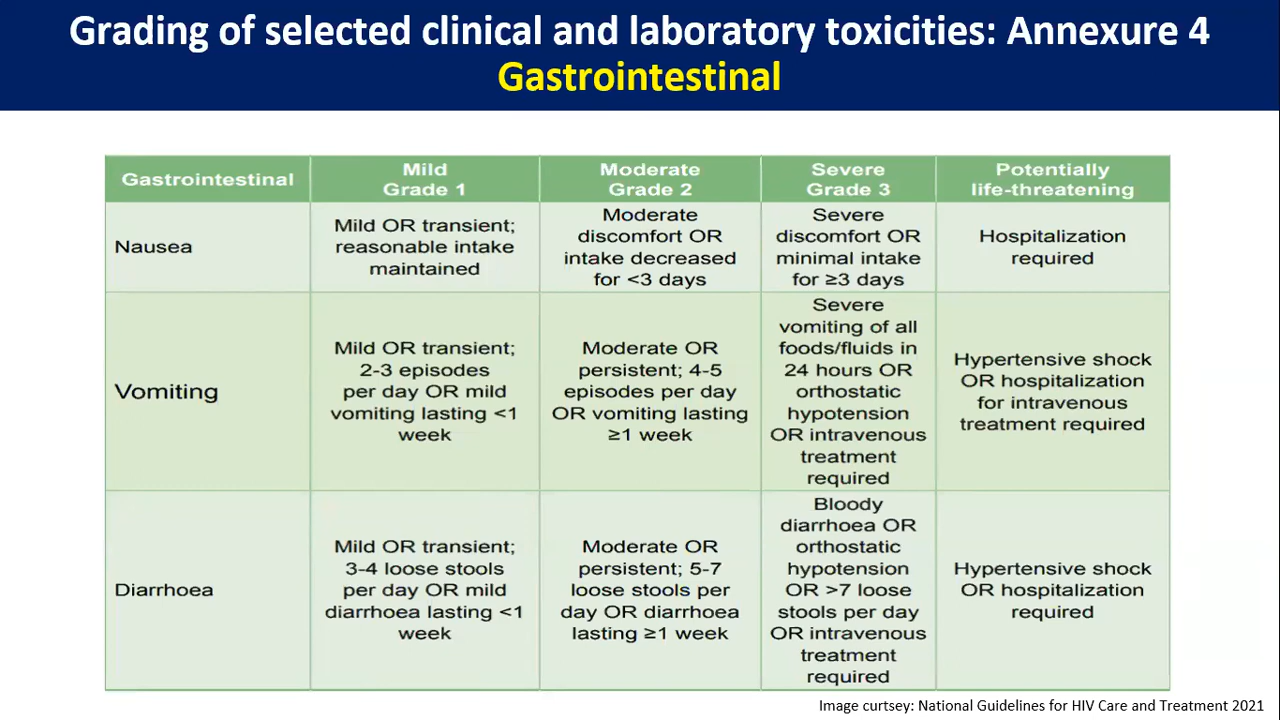 Grading of selected clinical and laboratory toxicities: Annexure 4
Gastrointestinal
Gastrointestinal
Mild
Grade 1
Moderate
Grade 2
Severe
Grade 3
Potentially
life-threatening
Nausea
Mild OR transient;
reasonable intake
maintained
Moderate
discomfort OR
intake decreased
for <3 days
Severe
discomfort OR
minimal intake
for ≥3 days
Hospitalization
required
Vomiting
Mild OR transient;
2-3 episodes
per day OR mild
vomiting lasting <1
week
Moderate OR
persistent; 4-5
episodes per day
OR vomiting lasting
≥1 week
Severe
vomiting of all
foods/fluids in
24 hours OR
orthostatic
hypotension
OR intravenous
treatment
required
Hypertensive shock
OR hospitalization
for intravenous
treatment required
Diarrhoea
Mild OR transient;
3-4 loose stools
per day OR mild
diarrhoea lasting <1
week
Moderate OR
persistent; 5-7
loose stools per
day OR diarrhoea
lasting ≥1 week
Bloody
diarrhoea OR
orthostatic
hypotension
OR >7 loose
stools per day
OR intravenous
treatment
required
Hypertensive shock
OR hospitalization
required
Image curtsey: National Guidelines for HIV Care and Treatment 2021